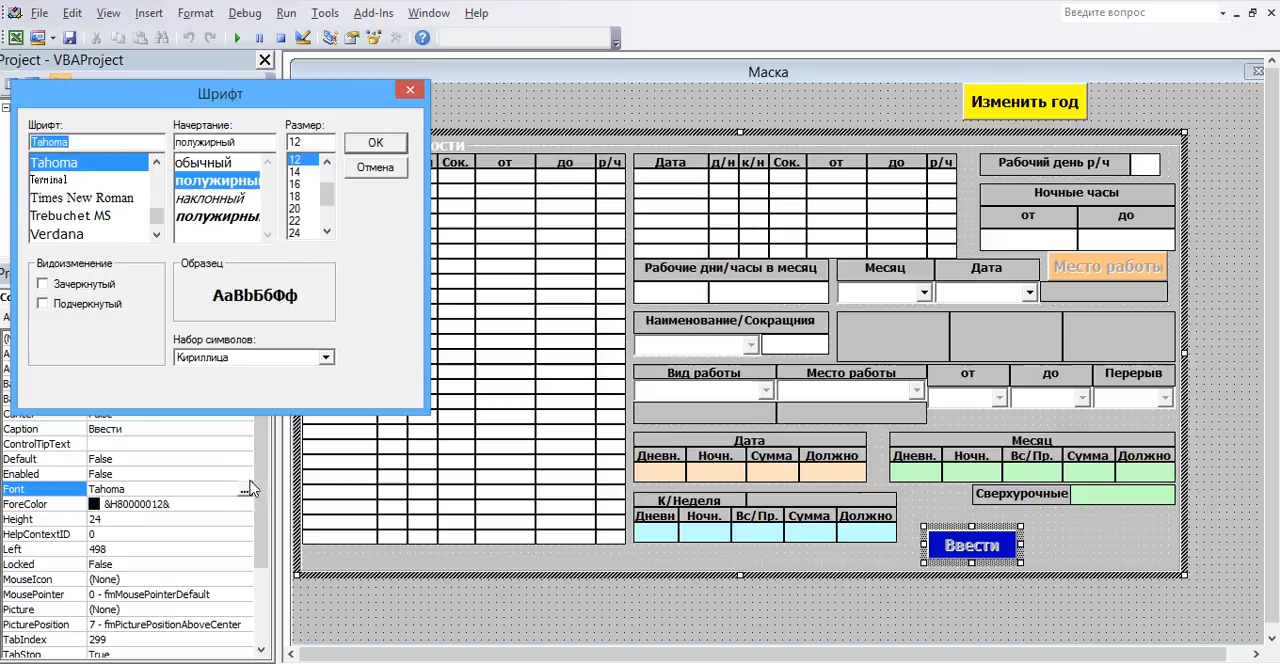 File Edit View Insert Format Debug Run Tools Add-Ins Window Help
Введите вопрос
Project - VBAProject
Маска
Изменить год
Шрифт
Шрифт: Начертание: Размер:
Tahoma полужирный 12
OK
Отмена
Tahoma
Terminal
Times New Roman
Trebuchet MS
Verdana
обычный
полужирны
наклонный
полужирны
12
14
16
18
20
22
24
Видоизменение
Зачеркнутый
Подчеркнутый
Образец
АаВbБбФф
Набор символов:
Кириллица
ости
Сок. от до р/ч
Дата д/н к/н Сок. от до р/ч
Рабочий день р/ч
Ночные часы
от до
Рабочие дни/часы в месяц Месяц Дата
Место работы
Наименование/Сокращния
Вид работы Место работы от до Перерыв
Дата
Дневн. Ночн. Сумма Должно
Месяц
Дневн. Ночн. Вс/Пр. Сумма Должно
К/Неделя
Дневн Ночн. Вс/Пр. Сумма Должно
Сверхурочные
Ввести
Caption Ввести
ControlTipText
Default False
Enabled False
Font Tahoma ...
ForeColor &H80000012&
Height 24
HelpContextID 0
Left 498
Locked False
MouseIcon (None)
MousePointer 0 - fmMousePointerDefault
Picture (None)
PicturePosition 7 - fmPicturePositionAboveCenter
TabIndex 299
TabStop True